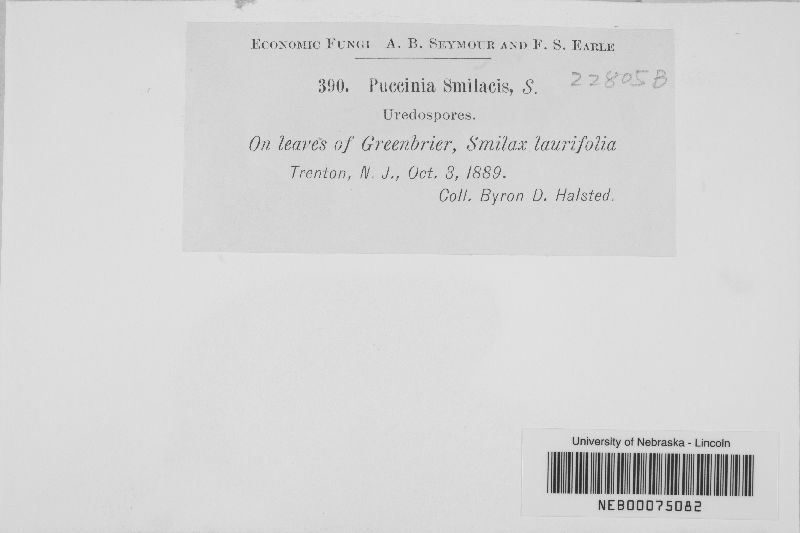 Economic Fungi A. B. Seymour and F. S. Earle
390. Puccinia Smilacis, S. 22805B
Uredospores.
On leaves of Greenbrier, Smilax laurifolia
Trenton, N. J., Oct. 3, 1889.
Coll. Byron D. Halsted.
University of Nebraska - Lincoln
NEB00075082